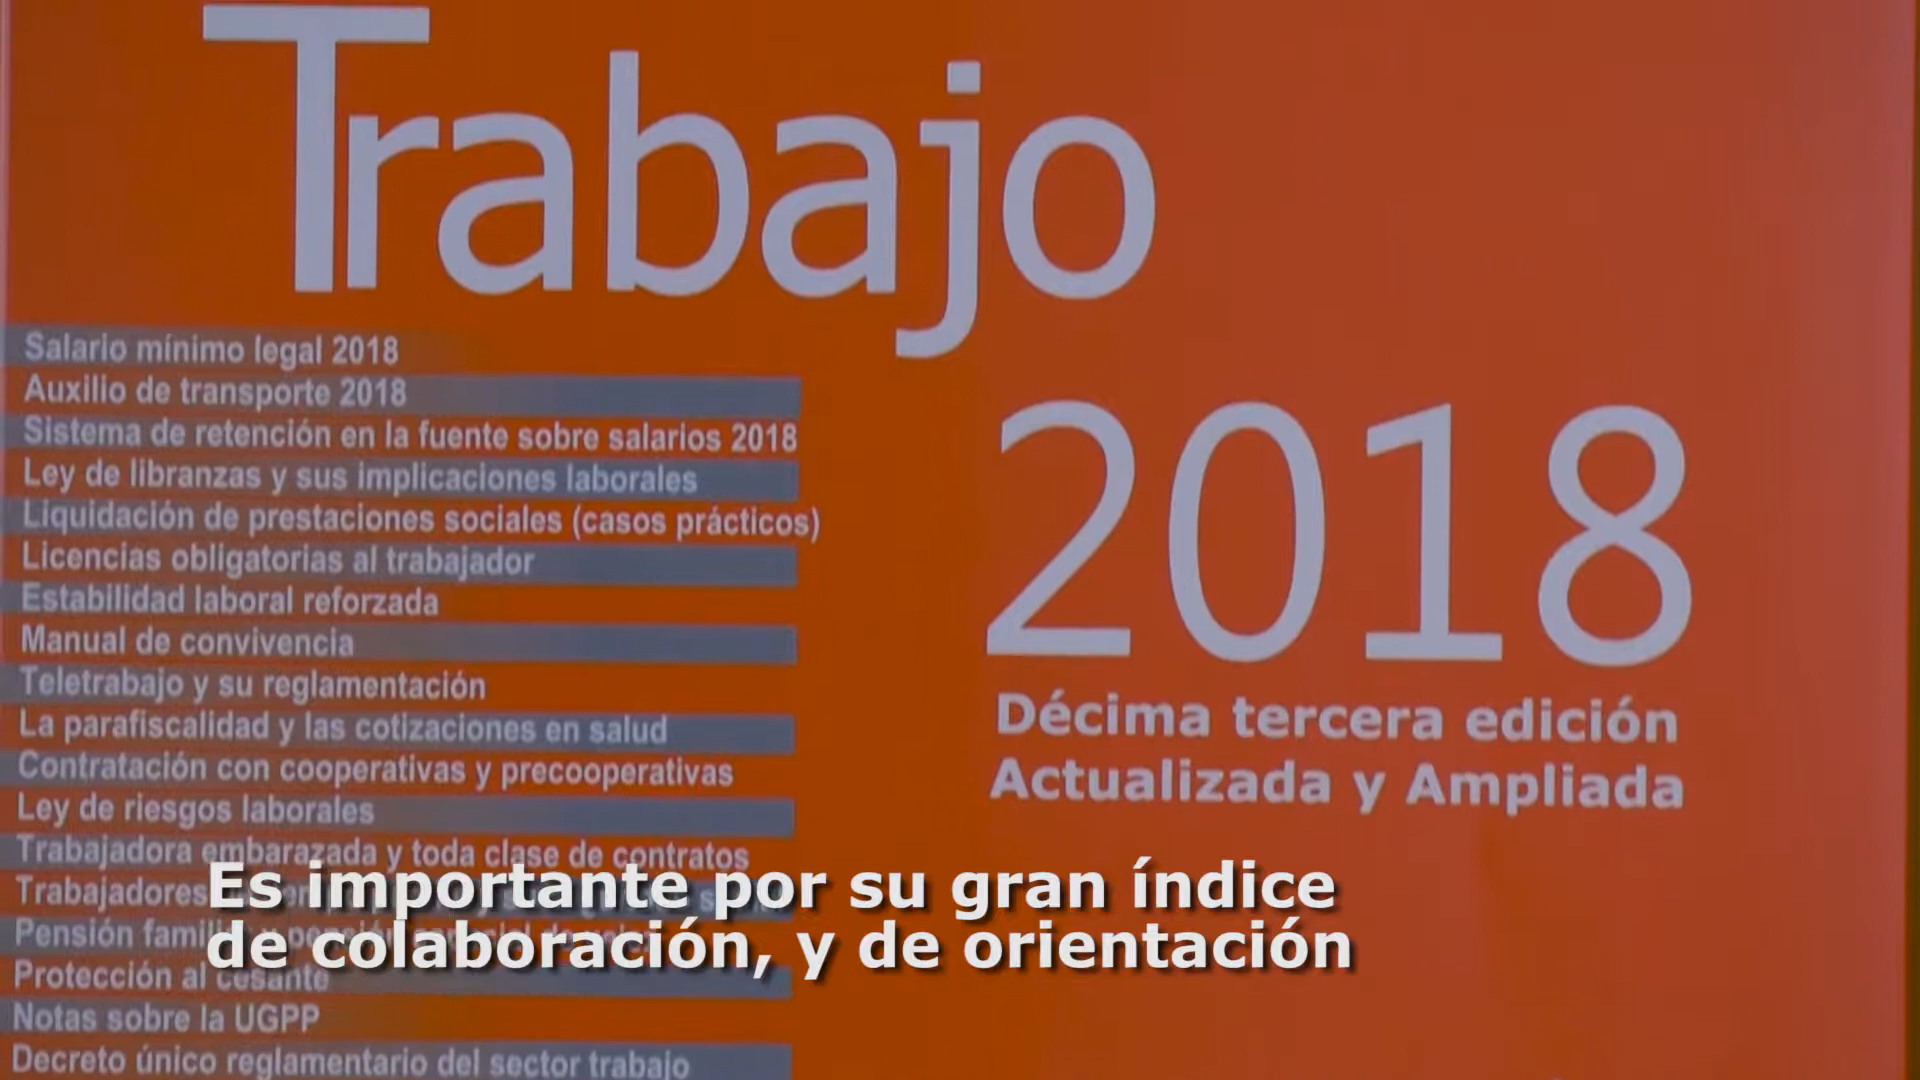 Trabajo
2018
Décima tercera edición
Actualizada y Ampliada
Salario mínimo legal 2018
Auxilio de transporte 2018
Sistema de retención en la fuente sobre salarios 2018
Ley de libranzas y sus implicaciones laborales
Liquidación de prestaciones sociales (casos prácticos)
Licencias obligatorias al trabajador
Estabilidad laboral reforzada
Manual de convivencia
Teletrabajo y su reglamentación
La parafiscalidad y las cotizaciones en salud
Contratación con cooperativas y precooperativas
Ley de riesgos laborales
Trabajadora embarazada y toda clase de contratos
Trabajadores
Pensión familiar y pensión
Protección al cesante
Notas sobre la UGPP
Decreto único reglamentario del sector trabajo
Es importante por su gran índice
de colaboración, y de orientación